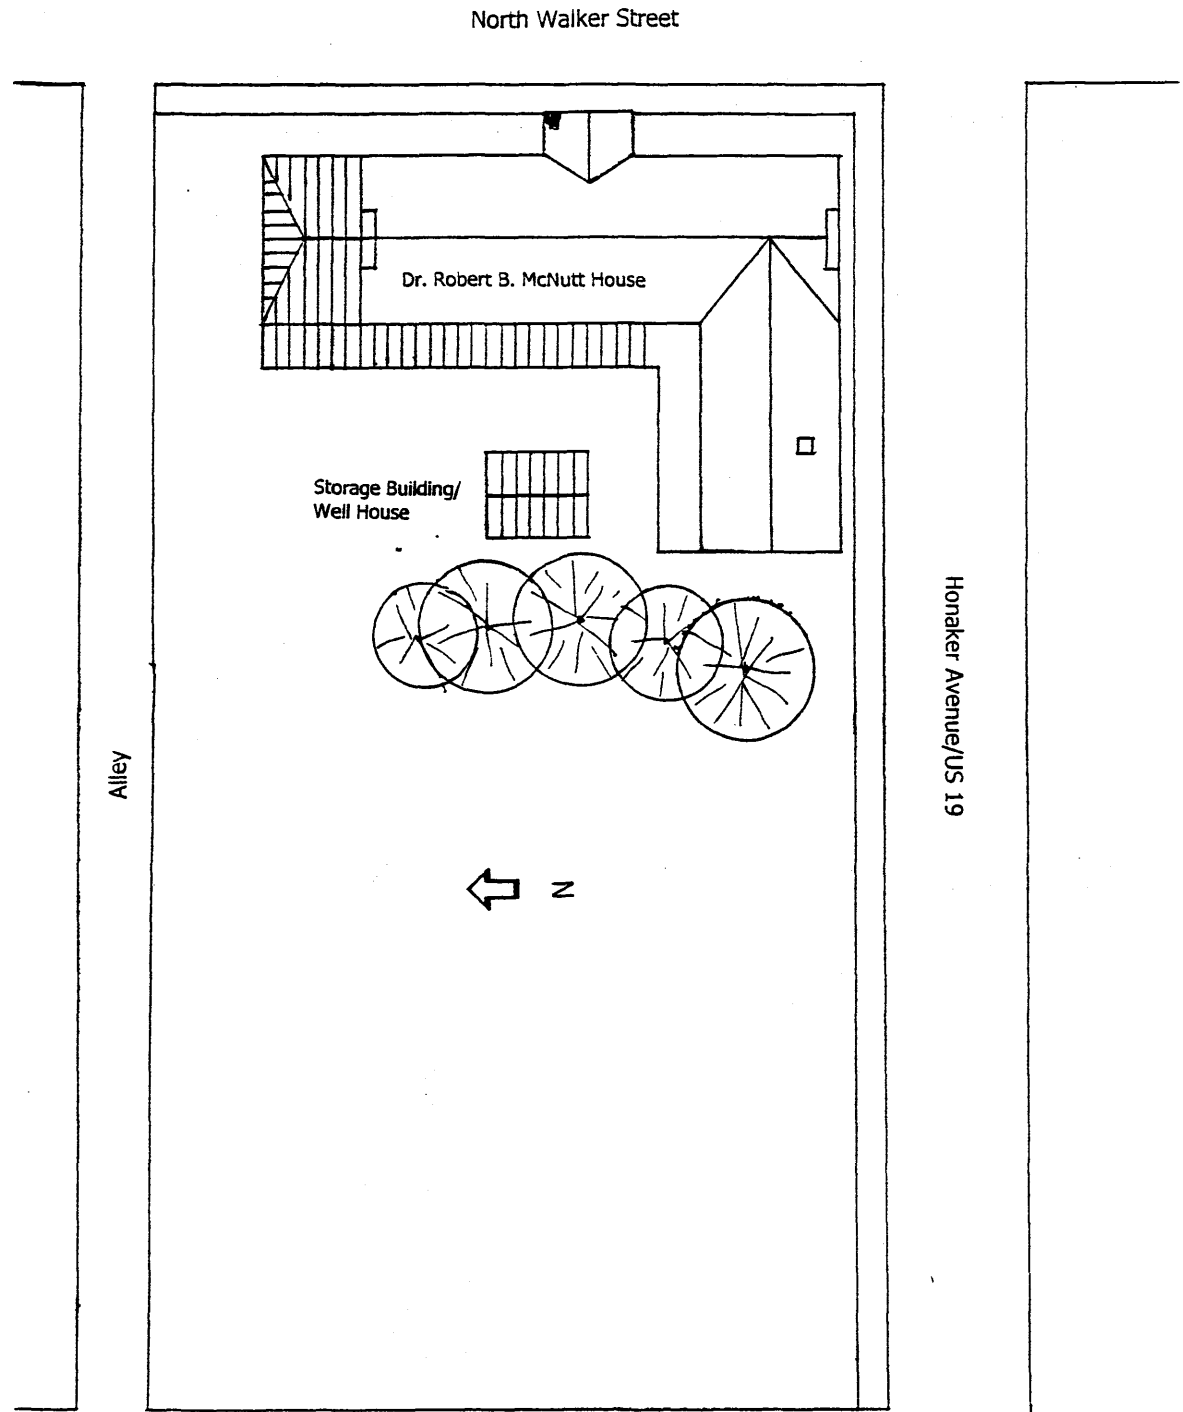 North Walker Street
Dr. Robert B. McNutt House
Storage Building/
Well House
Honaker Avenue/US 19
Alley
N